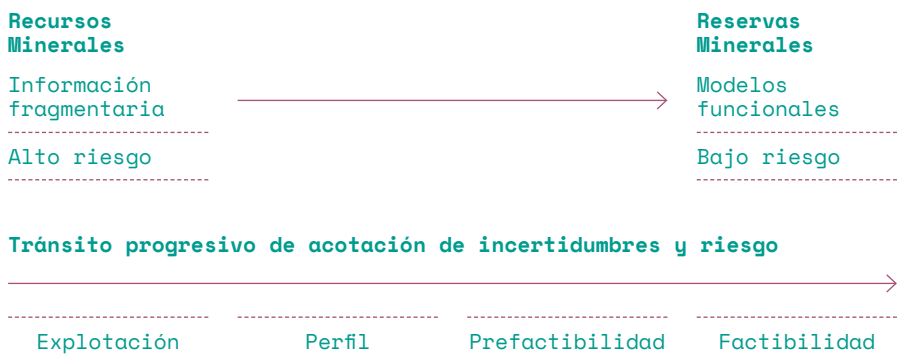 Recursos
Minerales
Información
fragmentaria
Alto riesgo
Reservas
Minerales
Modelos
funcionales
Bajo riesgo
Tránsito progresivo de acotación de incertidumbres y riesgo
Explotación
Perfil
Prefactibilidad
Factibilidad